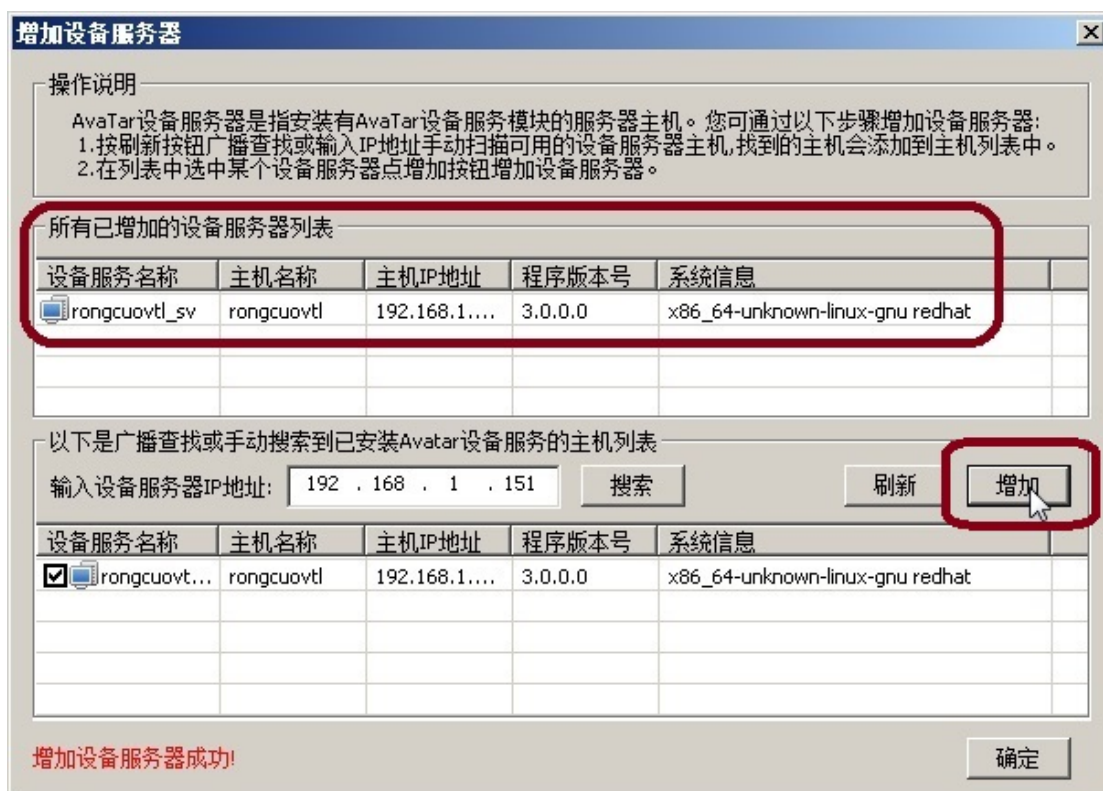 增加设备服务器
操作说明
AvaTar设备服务器是指安装有AvaTar设备服务模块的服务器主机。您可通过以下步骤增加设备服务器:
1.按刷新按钮广播查找或输入IP地址手动扫描可用的设备服务器主机,找到的主机会添加到主机列表中。
2.在列表中选中某个设备服务器点增加按钮增加设备服务器。
所有已增加的设备服务器列表
设备服务名称 主机名称 主机IP地址 程序版本号 系统信息
rongcuovtl_sv rongcuovtl 192.168.1.... 3.0.0.0 x86_64-unknown-linux-gnu redhat
以下是广播查找或手动搜索到已安装Avatar设备服务的主机列表
输入设备服务器IP地址: 192 . 168 . 1 . 151 搜索 刷新 增加
设备服务名称 主机名称 主机IP地址 程序版本号 系统信息
rongcuovt... rongcuovtl 192.168.1.... 3.0.0.0 x86_64-unknown-linux-gnu redhat
增加设备服务器成功! 确定